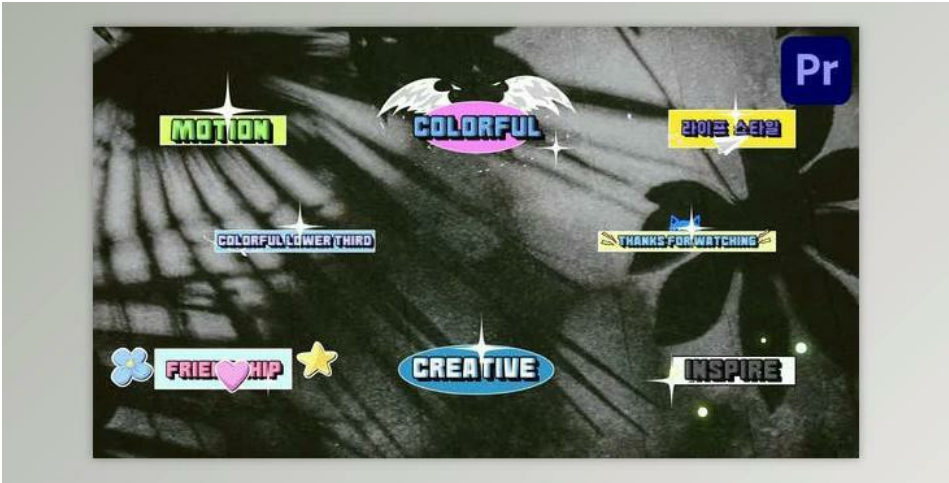 Pr
MOTION
COLORFUL
라이프 스타일
COLORFUL LOWER THIRD
THANKS FOR WATCHING
CREATIVE
INSPIRE